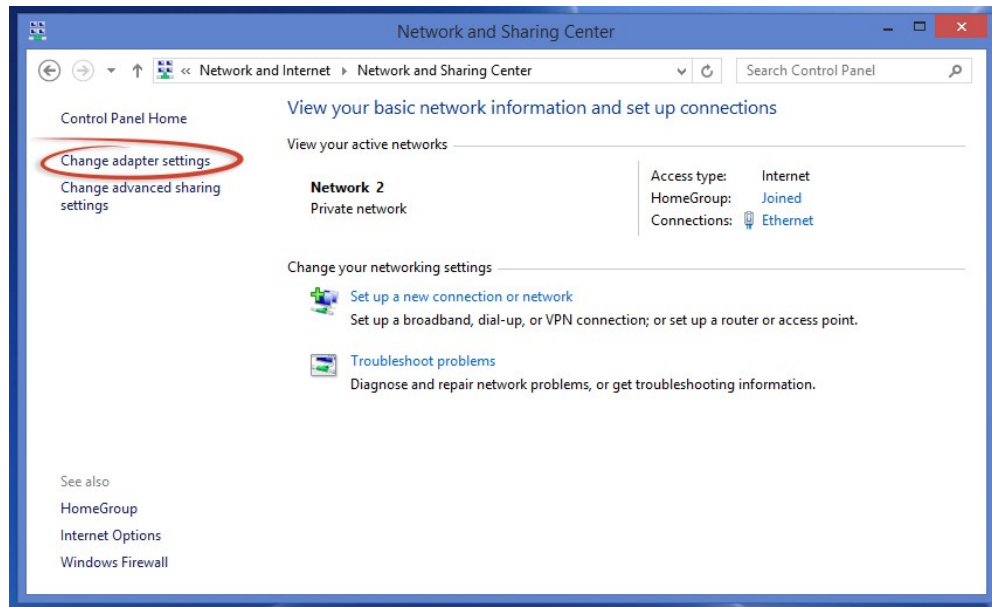 Network and Sharing Center
« Network and Internet Network and Sharing Center
Search Control Panel
Control Panel Home
Change adapter settings
Change advanced sharing
settings
View your basic network information and set up connections
View your active networks
Network 2
Private network
Access type: Internet
HomeGroup: Joined
Connections: Ethernet
Change your networking settings
Set up a new connection or network
Set up a broadband, dial-up, or VPN connection; or set up a router or access point.
Troubleshoot problems
Diagnose and repair network problems, or get troubleshooting information.
See also
HomeGroup
Internet Options
Windows Firewall